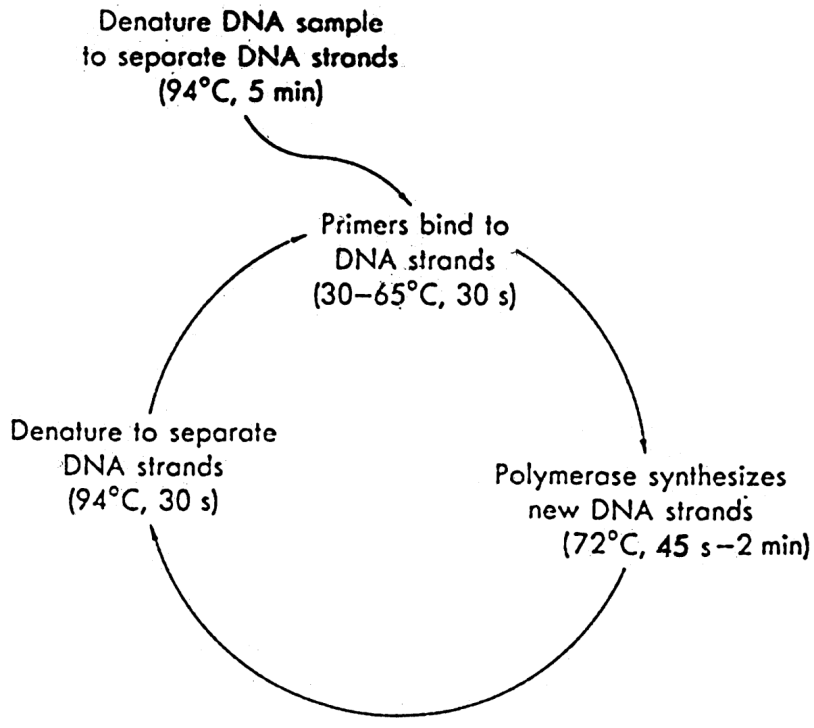 Denature DNA sample
to separate DNA strands
(94°C, 5 min)
Primers bind to
DNA strands
(30–65°C, 30 s)
Denature to separate
DNA strands
(94°C, 30 s)
Polymerase synthesizes
new DNA strands
(72°C, 45 s–2 min)